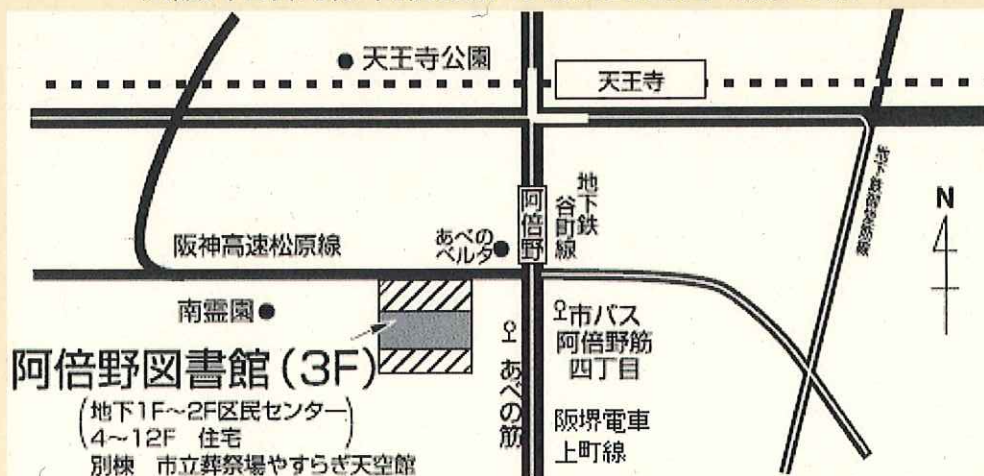 天王寺公園
天王寺
地下鉄
谷町線
阿倍野
地下鉄御堂筋線
N
阪神高速松原線
あべの
ベルタ
南霊園
阿倍野図書館(3F)
(地下1F~2F区民センター
4~12F 住宅)
別棟 市立葬祭場やすらぎ天空館
あべの筋
市バス
阿倍野筋
四丁目
阪堺電車
上町線